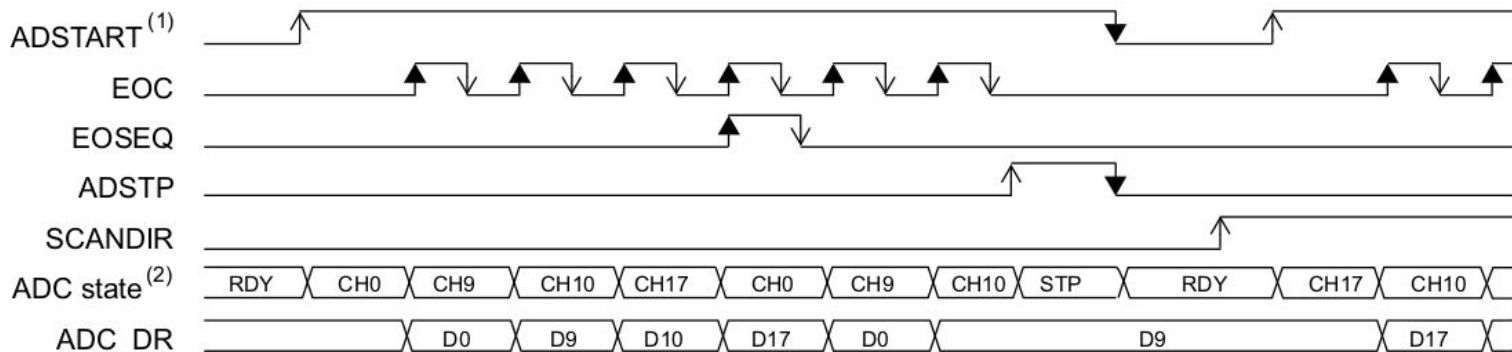 ADSTART(1)
EOC
EOSEQ
ADSTP
SCANDIR
ADC state(2) RDY CH0 CH9 CH10 CH17 CH0 CH9 CH10 STP RDY CH17 CH10
ADC DR D0 D9 D10 D17 D0 D9 D17